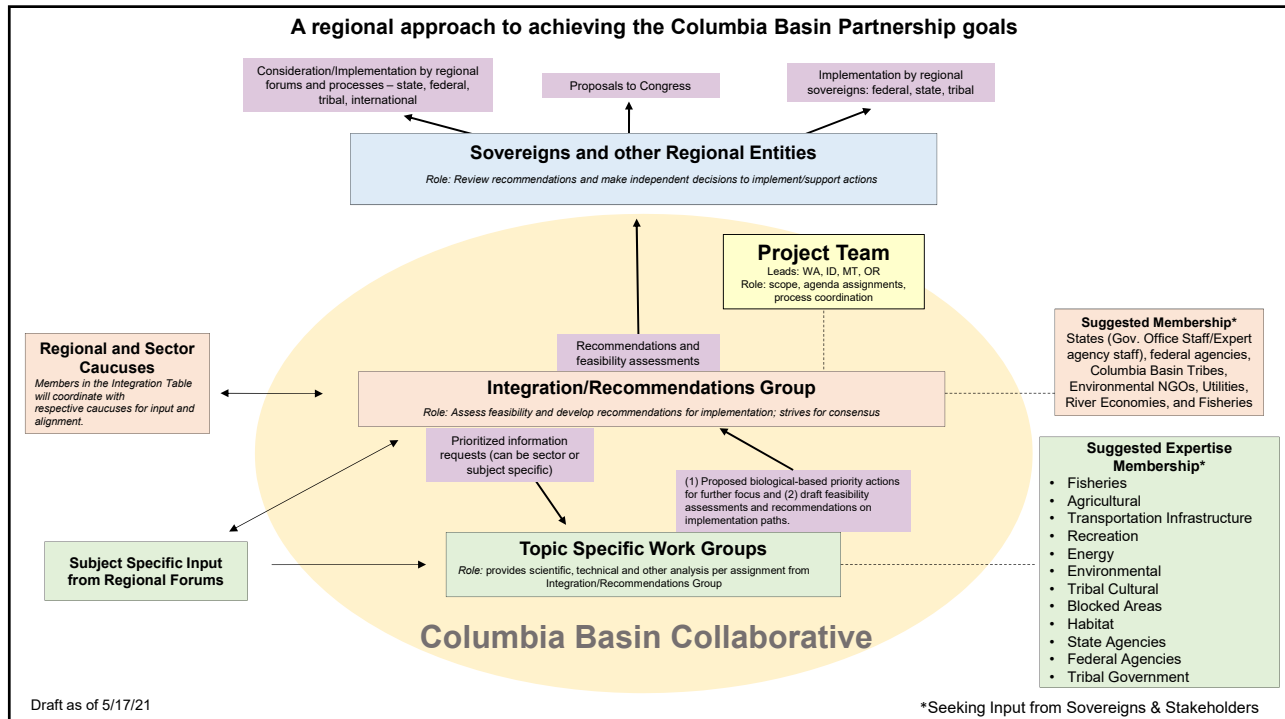 A regional approach to achieving the Columbia Basin Partnership goals
Consideration/Implementation by regional
forums and processes – state, federal,
tribal, international
Proposals to Congress
Implementation by regional
sovereigns: federal, state, tribal
Sovereigns and other Regional Entities
Role: Review recommendations and make independent decisions to implement/support actions
Project Team
Leads: WA, ID, MT, OR
Role: scope, agenda assignments,
process coordination
Regional and Sector
Caucuses
Members in the Integration Table
will coordinate with
respective caucuses for input and
alignment.
Recommendations and
feasibility assessments
Integration/Recommendations Group
Role: Assess feasibility and develop recommendations for implementation; strives for consensus
Suggested Membership*
States (Gov. Office Staff/Expert
agency staff), federal agencies,
Columbia Basin Tribes,
Environmental NGOs, Utilities,
River Economies, and Fisheries
Prioritized information
requests (can be sector or
subject specific)
(1) Proposed biological-based priority actions
for further focus and (2) draft feasibility
assessments and recommendations on
implementation paths.
Subject Specific Input
from Regional Forums
Topic Specific Work Groups
Role: provides scientific, technical and other analysis per assignment from
Integration/Recommendations Group
Suggested Expertise
Membership*
• Fisheries
• Agricultural
• Transportation Infrastructure
• Recreation
• Energy
• Environmental
• Tribal Cultural
• Blocked Areas
• Habitat
• State Agencies
• Federal Agencies
• Tribal Government
Columbia Basin Collaborative
Draft as of 5/17/21
*Seeking Input from Sovereigns & Stakeholders